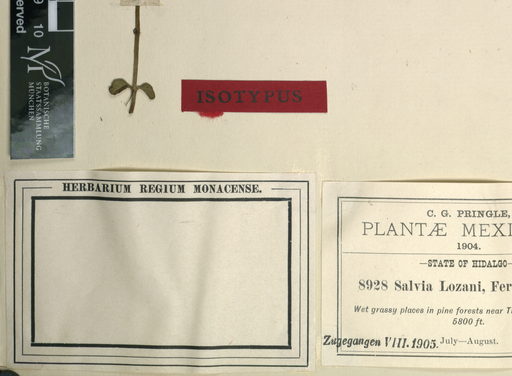 served
9 10
M
BOTANISCHE
STAATSSAMMLUNG
MÜNCHEN
ISOTYPUS
HERBARIUM REGIUM MONACENSE.
C. G. PRINGLE,
PLANTÆ MEXI
1904.
—STATE OF HIDALGO—
8928 Salvia Lozani, Fer
Wet grassy places in pine forests near T
5800 ft.
Zugegangen VIII. 1905. July—August.